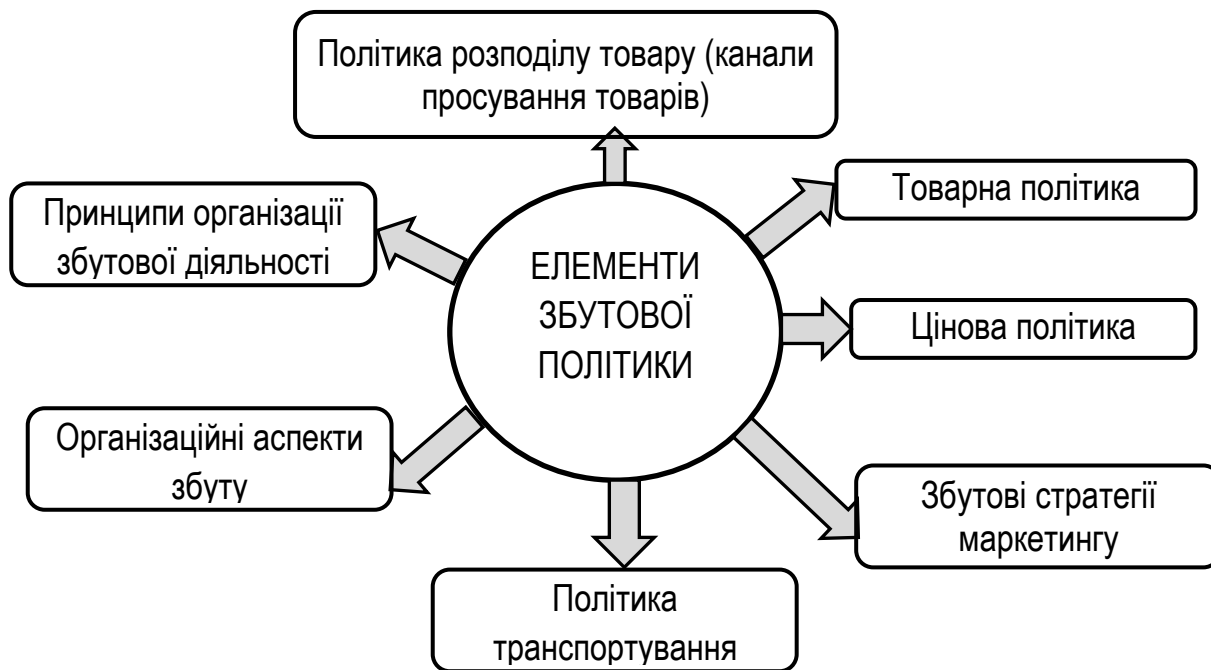 Політика розподілу товару (канали
просування товарів)
Товарна політика
Принципи організації
збутової діяльності
ЕЛЕМЕНТИ
ЗБУТОВОЇ
ПОЛІТИКИ
Цінова політика
Організаційні аспекти
збуту
Збутові стратегії
маркетингу
Політика
транспортування